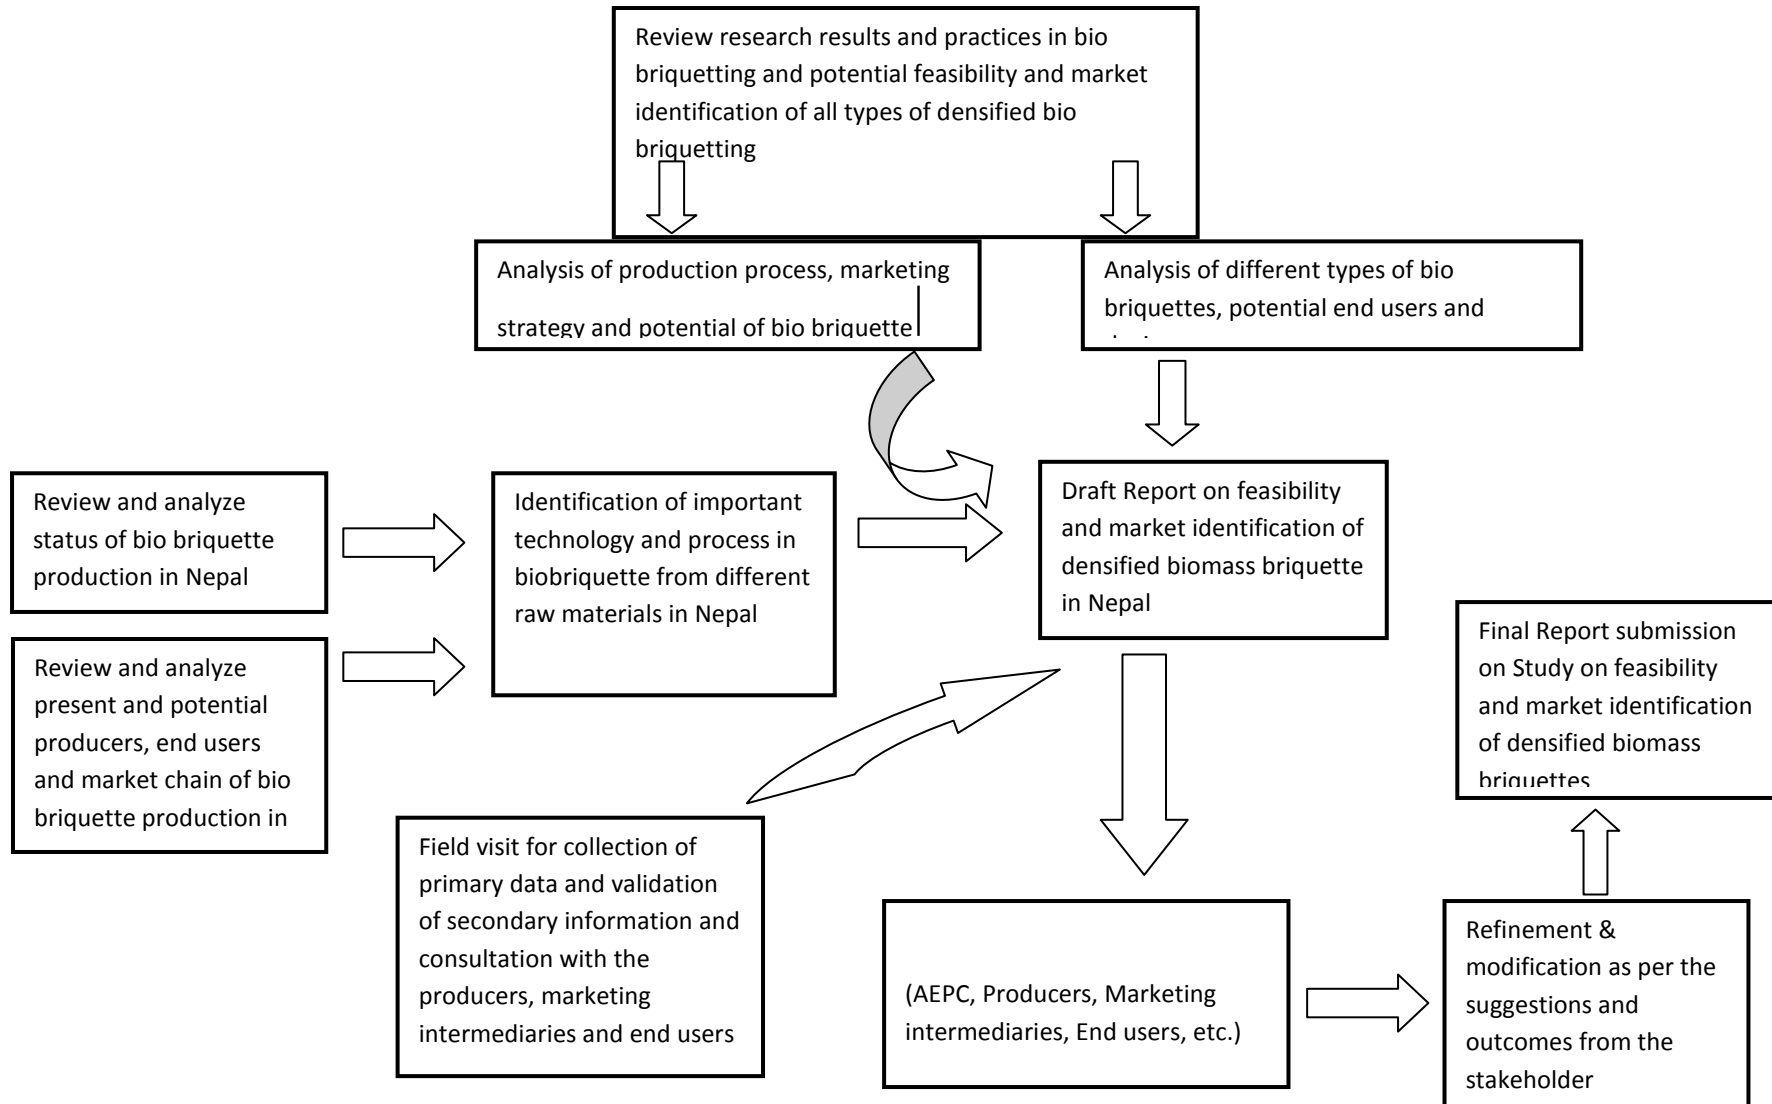 Review research results and practices in bio
briquetting and potential feasibility and market
identification of all types of densified bio
briquetting
Analysis of production process, marketing
strategy and potential of bio briquette
Analysis of different types of bio
briquettes, potential end users and
Review and analyze
status of bio briquette
production in Nepal
Identification of important
technology and process in
biobriquette from different
raw materials in Nepal
Draft Report on feasibility
and market identification of
densified biomass briquette
in Nepal
Review and analyze
present and potential
producers, end users
and market chain of bio
briquette production in
Final Report submission
on Study on feasibility
and market identification
of densified biomass
briquettes
Field visit for collection of
primary data and validation
of secondary information and
consultation with the
producers, marketing
intermediaries and end users
(AEPC, Producers, Marketing
intermediaries, End users, etc.)
Refinement &
modification as per the
suggestions and
outcomes from the
stakeholder